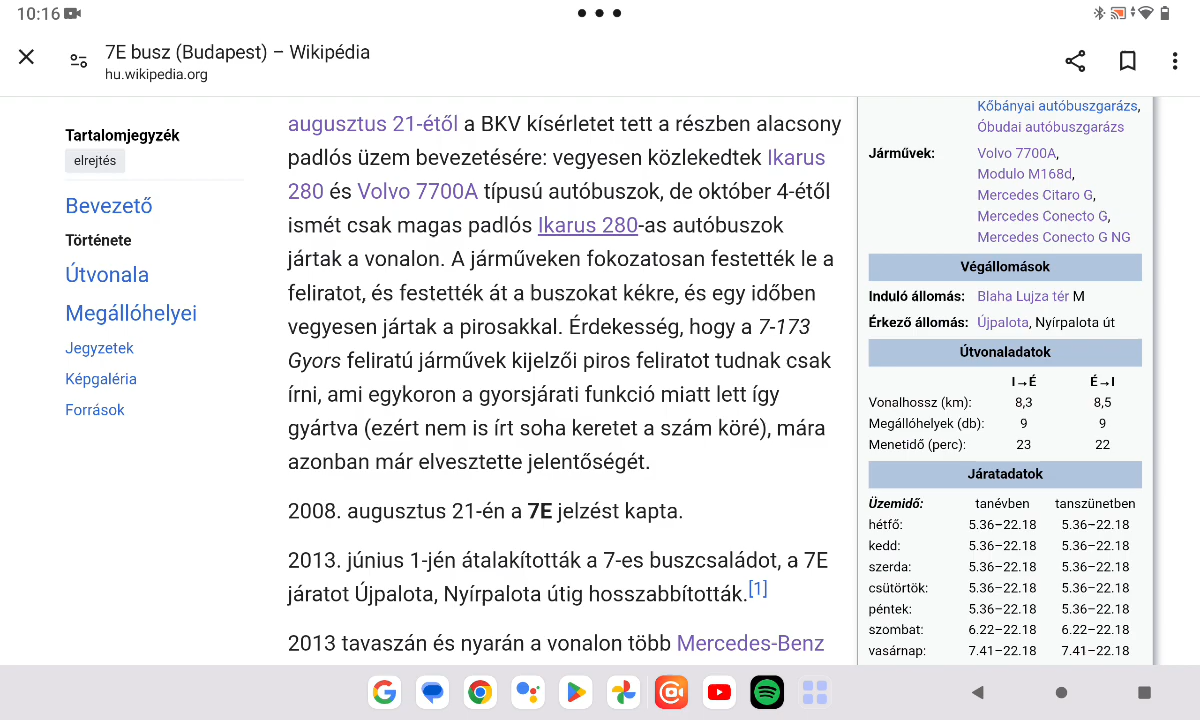 10:16
7E busz (Budapest) – Wikipédia
hu.wikipedia.org
Tartalomjegyzék
elrejtés
Bevezető
Története
Útvonala
Megállóhelyei
Jegyzetek
Képgaléria
Források
augusztus 21-étől a BKV kísérletet tett a részben alacsony
padlós üzem bevezetésére: vegyesen közlekedtek Ikarus
280 és Volvo 7700A típusú autóbuszok, de október 4-étől
ismét csak magas padlós Ikarus 280-as autóbuszok
jártak a vonalon. A járműveken fokozatosan festették le a
feliratot, és festették át a buszokat kékre, és egy időben
vegyesen jártak a pirosakkal. Érdekesség, hogy a 7-173
Gyors feliratú járművek kijelzői piros feliratot tudnak csak
írni, ami egykoron a gyorsjárati funkció miatt lett így
gyártva (ezért nem is írt soha keretet a szám köré), mára
azonban már elvesztette jelentőségét.
2008. augusztus 21-én a 7E jelzést kapta.
2013. június 1-jén átalakították a 7-es buszcsaládot, a 7E
járatot Újpalota, Nyírpalota útig hosszabbították.[1]
2013 tavaszán és nyarán a vonalon több Mercedes-Benz
Kőbányai autóbuszgarázs,
Óbudai autóbuszgarázs
Járművek: Volvo 7700A,
Modulo M168d,
Mercedes Citaro G,
Mercedes Conecto G,
Mercedes Conecto G NG
Végállomások
Induló állomás: Blaha Lujza tér M
Érkező állomás: Újpalota, Nyírpalota út
Útvonaladatok
I→É É→I
Vonalhossz (km): 8,3 8,5
Megállóhelyek (db): 9 9
Menetidő (perc): 23 22
Járatadatok
Üzemidő: tanévben tanszünetben
hétfő: 5.36–22.18 5.36–22.18
kedd: 5.36–22.18 5.36–22.18
szerda: 5.36–22.18 5.36–22.18
csütörtök: 5.36–22.18 5.36–22.18
péntek: 5.36–22.18 5.36–22.18
szombat: 6.22–22.18 6.22–22.18
vasárnap: 7.41–22.18 7.41–22.18